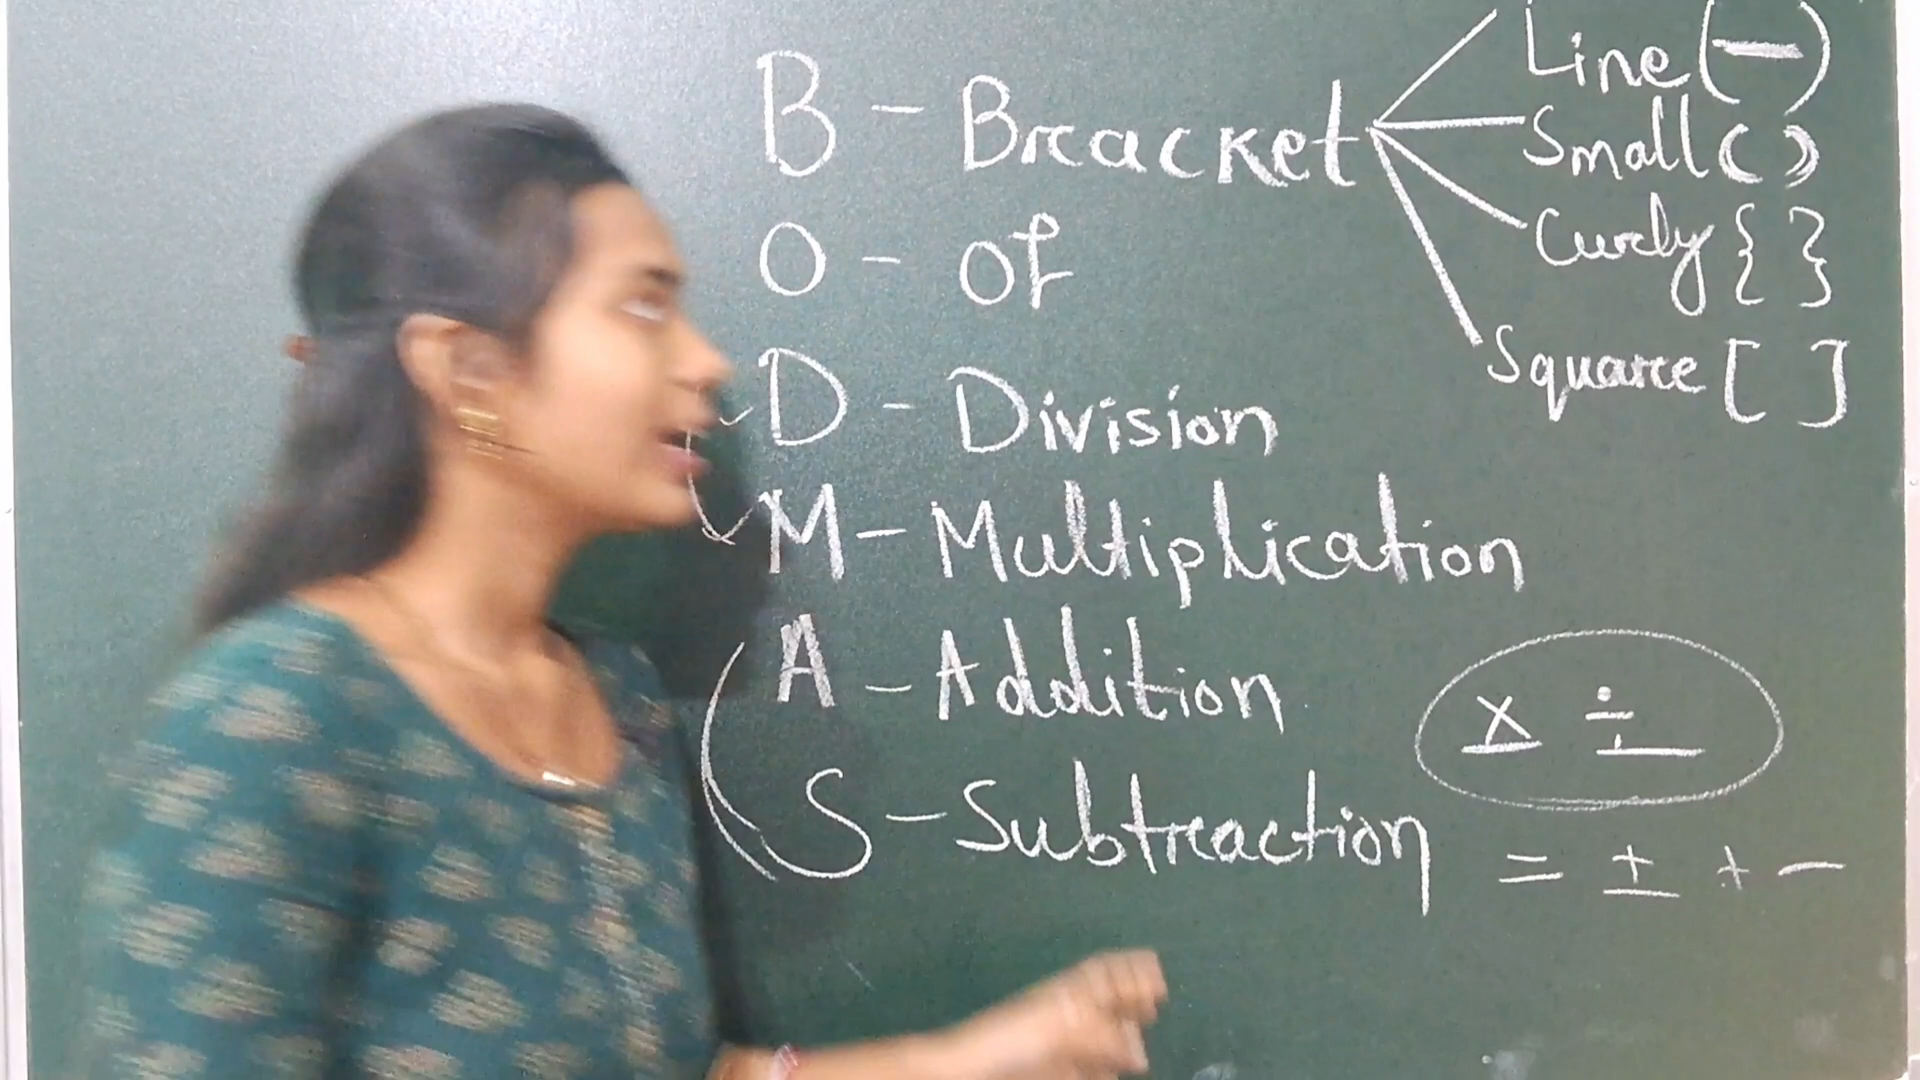 B - Bracket
Line (—)
Small ( )
Curly { }
Square [ ]
O - of
D - Division
M - Multiplication
A - Addition
S - Subtraction
× ÷
= ± + -